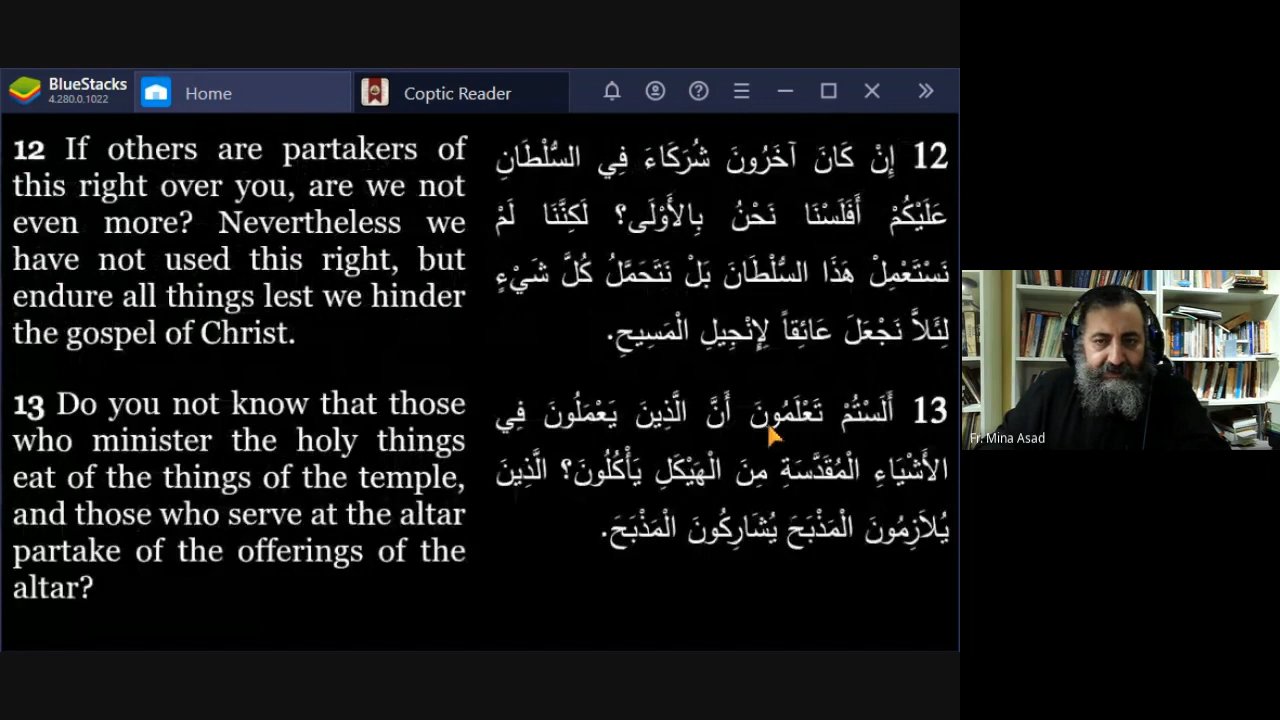 BlueStacks
4.280.0.1022
Home
Coptic Reader
12 If others are partakers of
this right over you, are we not
even more? Nevertheless we
have not used this right, but
endure all things lest we hinder
the gospel of Christ.
13 Do you not know that those
who minister the holy things
eat of the things of the temple,
and those who serve at the altar
partake of the offerings of the
altar?
12 إِنْ كَانَ آخَرُونَ شُرَكَاءَ فِي السُّلْطَانِ
عَلَيْكُمْ أَفَلَسْنَا نَحْنُ بِالأَوْلَى؟ لَكِنَّنَا لَمْ
نَسْتَعْمِلْ هَذَا السُّلْطَانَ بَلْ نَتَحَمَّلُ كُلَّ شَيْءٍ
لِئَلاَّ نَجْعَلَ عَائِقاً لِإِنْجِيلِ الْمَسِيحِ.
13 أَلَسْتُمْ تَعْلَمُونَ أَنَّ الَّذِينَ يَعْمَلُونَ فِي
الأَشْيَاءِ الْمُقَدَّسَةِ مِنَ الْهَيْكَلِ يَأْكُلُونَ؟ الَّذِينَ
يُلاَزِمُونَ الْمَذْبَحَ يُشَارِكُونَ الْمَذْبَحَ.
Fr. Mina Asad